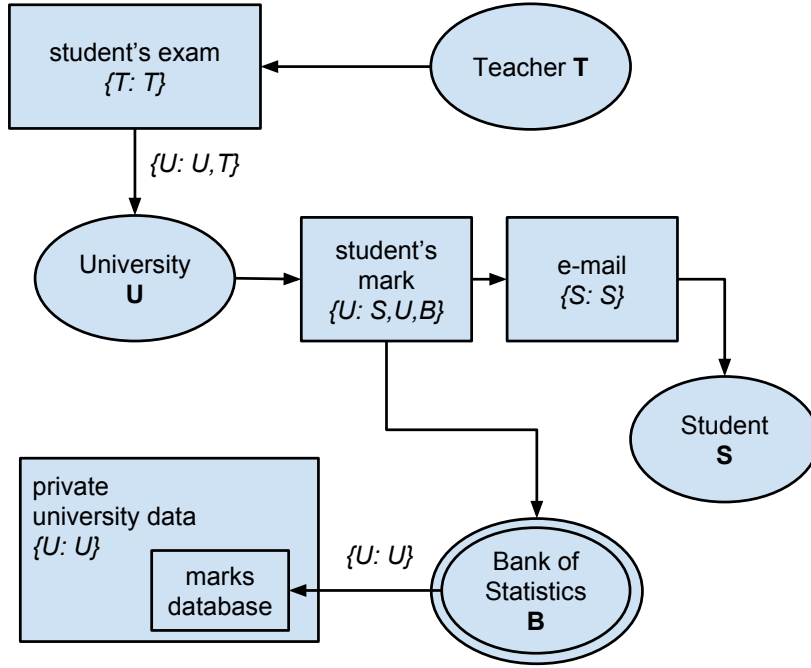 student’s exam
{T: T}
Teacher T
{U: U,T}
University
U
student’s
mark
{U: S,U,B}
e-mail
{S: S}
Student
S
private
university data
{U: U}
marks
database
{U: U}
Bank of
Statistics
B